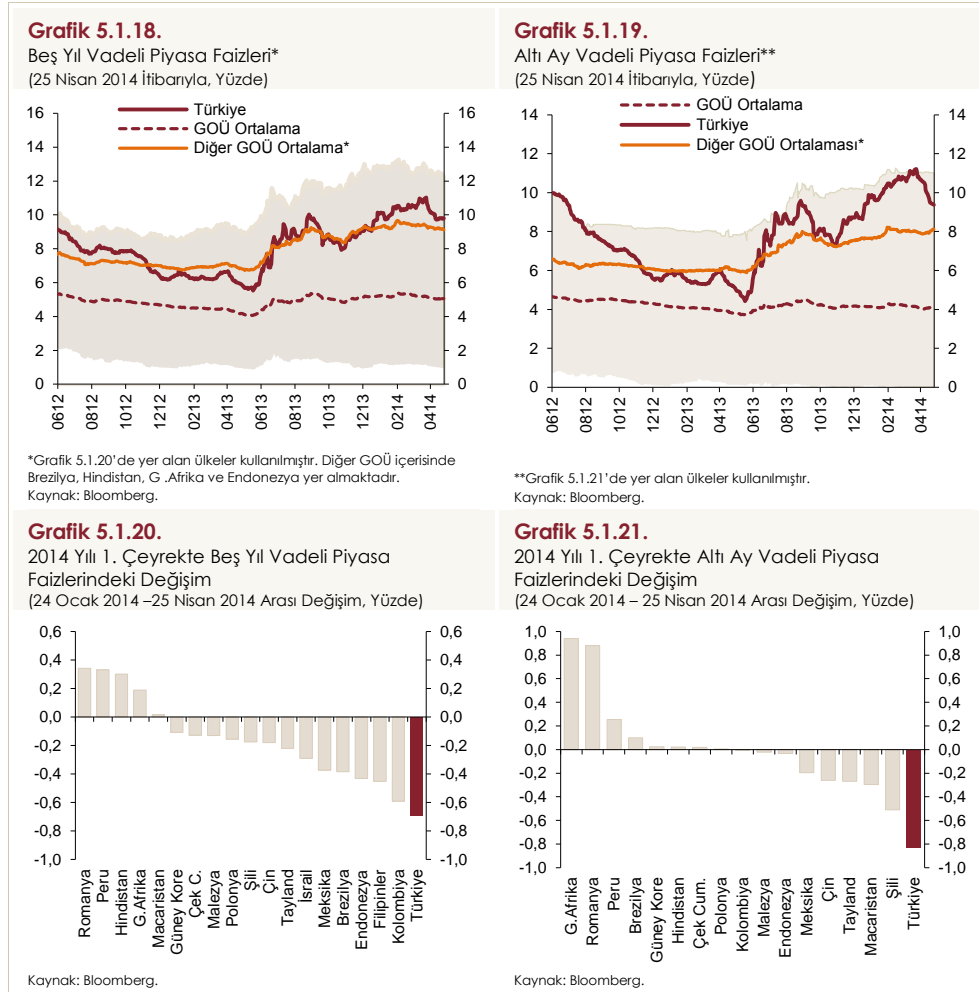 Grafik 5.1.18.
Beş Yıl Vadeli Piyasa Faizleri*
(25 Nisan 2014 İtibarıyla, Yüzde)
Türkiye
GOÜ Ortalama
Diğer GOÜ Ortalama*
16 16
14 14
12 12
10 10
8 8
6 6
4 4
2 2
0 0
0612 0812 1012 1212 0213 0413 0613 0813 1013 1213 0214 0414
*Grafik 5.1.20'de yer alan ülkeler kullanılmıştır. Diğer GOÜ içerisinde
Brezilya, Hindistan, G .Afrika ve Endonezya yer almaktadır.
Kaynak: Bloomberg.
Grafik 5.1.19.
Altı Ay Vadeli Piyasa Faizleri**
(25 Nisan 2014 İtibarıyla, Yüzde)
GOÜ Ortalama
Türkiye
Diğer GOÜ Ortalaması*
14 14
12 12
10 10
8 8
6 6
4 4
2 2
0 0
0612 0812 1012 1212 0213 0413 0613 0813 1013 1213 0214 0414
**Grafik 5.1.21'de yer alan ülkeler kullanılmıştır.
Kaynak: Bloomberg.
Grafik 5.1.20.
2014 Yılı 1. Çeyrekte Beş Yıl Vadeli Piyasa
Faizlerindeki Değişim
(24 Ocak 2014 –25 Nisan 2014 Arası Değişim, Yüzde)
0,6 0,6
0,4 0,4
0,2 0,2
0,0 0,0
-0,2 -0,2
-0,4 -0,4
-0,6 -0,6
-0,8 -0,8
-1,0 -1,0
Romanya
Peru
Hindistan
G.Afrika
Macaristan
Güney Kore
Çek C.
Malezya
Polonya
Şili
Çin
Tayland
İsrail
Meksika
Brezilya
Endonezya
Filipinler
Kolombiya
Türkiye
Kaynak: Bloomberg.
Grafik 5.1.21.
2014 Yılı 1. Çeyrekte Altı Ay Vadeli Piyasa
Faizlerindeki Değişim
(24 Ocak 2014 – 25 Nisan 2014 Arası Değişim, Yüzde)
1,0 1,0
0,8 0,8
0,6 0,6
0,4 0,4
0,2 0,2
0,0 0,0
-0,2 -0,2
-0,4 -0,4
-0,6 -0,6
-0,8 -0,8
-1,0 -1,0
G.Afrika
Romanya
Peru
Brezilya
Güney Kore
Hindistan
Çek Cum.
Polonya
Kolombiya
Malezya
Endonezya
Meksika
Çin
Tayland
Macaristan
Şili
Türkiye
Kaynak: Bloomberg.